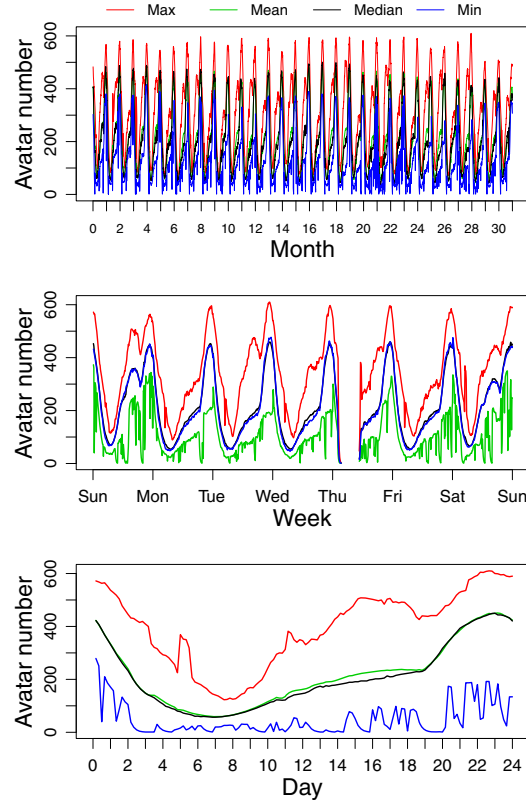 Max Mean Median Min
Avatar number
600
400
200
0
0 2 4 6 8 10 12 14 16 18 20 22 24 26 28 30
Month
Avatar number
600
400
200
0
Sun Mon Tue Wed Thu Fri Sat Sun
Week
Avatar number
600
400
200
0
0 2 4 6 8 10 12 14 16 18 20 22 24
Day